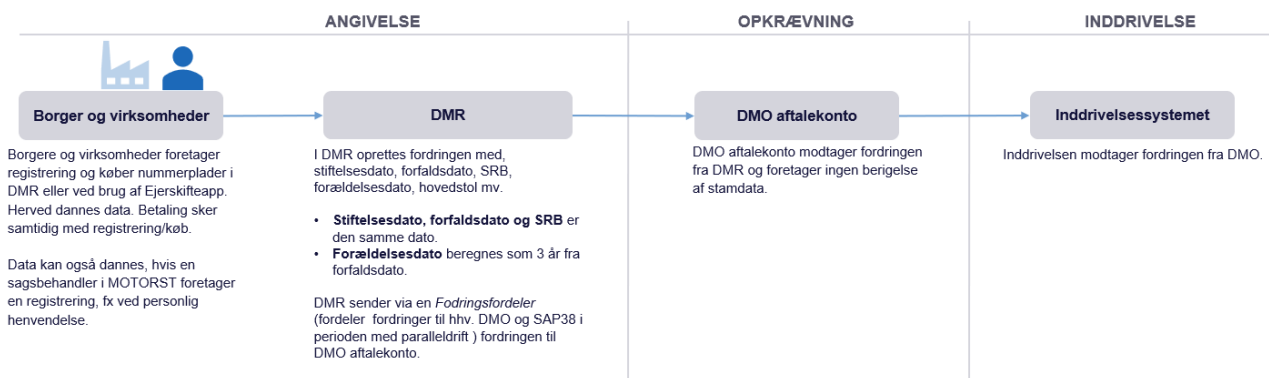 ANGIVELSE
OPKRÆVNING
INDDRIVELSE
Borger og virksomheder
DMR
DMO aftalekonto
Inddrivelsessystemet
Borgere og virksomheder foretager
registrering og køber nummerplader i
DMR eller ved brug af Ejerskifteapp.
Herved dannes data. Betaling sker
samtidig med registrering/køb.
Data kan også dannes, hvis en
sagsbehandler i MOTORST foretager
en registrering, fx ved personlig
henvendelse.
I DMR oprettes fordringen med,
stiftelsesdato, forfaldsdato, SRB,
forældelsesdato, hovedstol mv.
• Stiftelsesdato, forfaldsdato og SRB er
den samme dato.
• Forældelsesdato beregnes som 3 år fra
forfaldsdato.
DMR sender via en Fodringsfordeler
(fordeler fordringer til hhv. DMO og SAP38 i
perioden med paralleldrift ) fordringen til
DMO aftalekonto.
DMO aftalekonto modtager fordringen
fra DMR og foretager ingen berigelse
af stamdata.
Inddrivelsen modtager fordringen fra DMO.